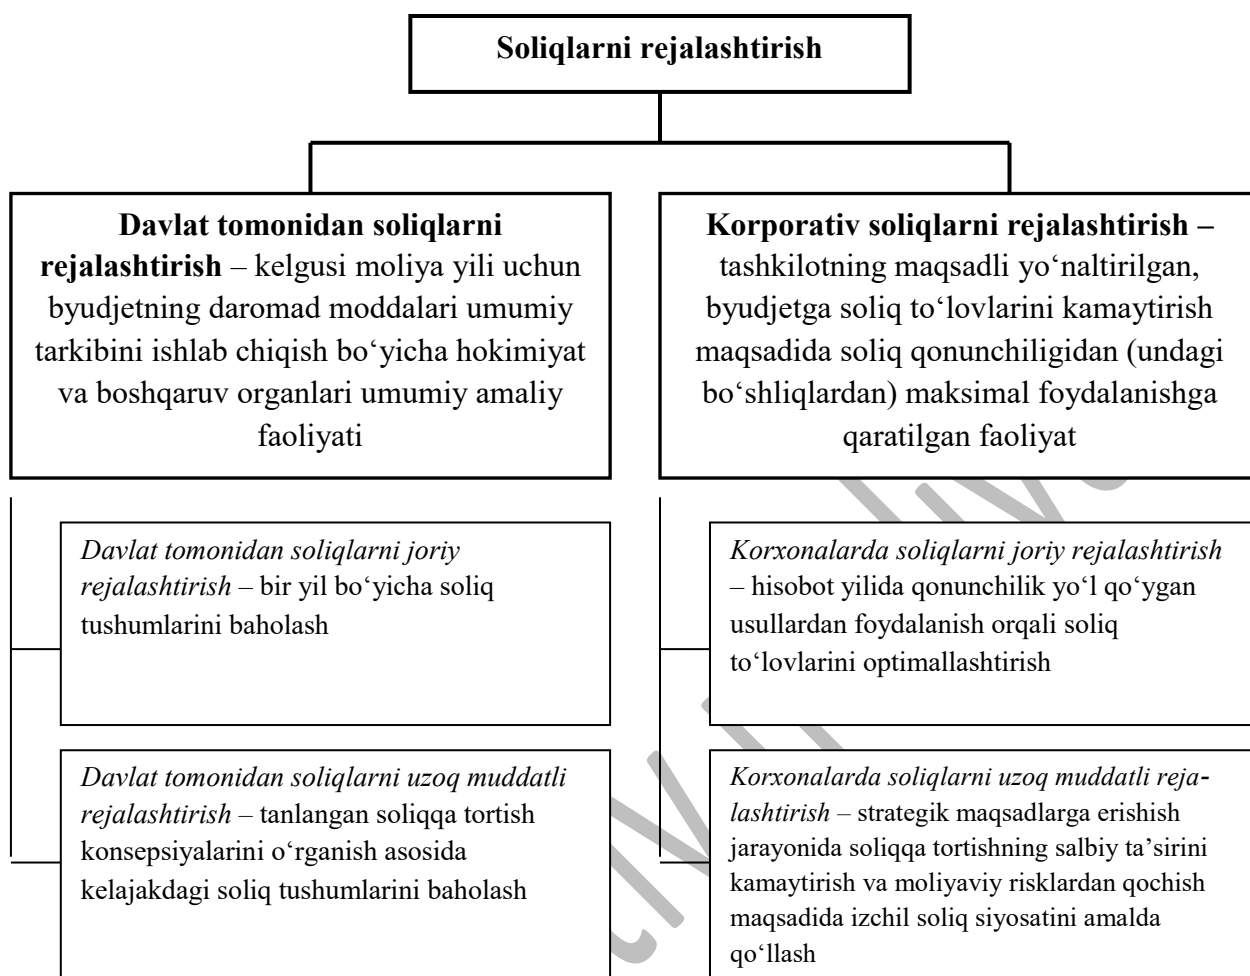 Soliqlarni rejalashtirish
Davlat tomonidan soliqlarni
rejalashtirish – kelgusi moliya yili uchun
byudjetning daromad moddalari umumiy
tarkibini ishlab chiqish bo‘yicha hokimiyat
va boshqaruv organlari umumiy amaliy
faoliyati
Korporativ soliqlarni rejalashtirish –
tashkilotning maqsadli yo‘naltirilgan,
byudjetga soliq to‘lovlarini kamaytirish
maqsadida soliq qonunchiligidan (undagi
bo‘shliqlardan) maksimal foydalanishga
qaratilgan faoliyat
Davlat tomonidan soliqlarni joriy
rejalashtirish – bir yil bo‘yicha soliq
tushumlarini baholash
Korxonalarda soliqlarni joriy rejalashtirish
– hisobot yilida qonunchilik yo‘l qo‘ygan
usullardan foydalanish orqali soliq
to‘lovlarini optimallashtirish
Davlat tomonidan soliqlarni uzoq muddatli
rejalashtirish – tanlangan soliqqa tortish
konsepsiyalarini o‘rganish asosida
kelajakdagi soliq tushumlarini baholash
Korxonalarda soliqlarni uzoq muddatli reja-
lashtirish – strategik maqsadlarga erishish
jarayonida soliqqa tortishning salbiy ta’sirini
kamaytirish va moliyaviy risklardan qochish
maqsadida izchil soliq siyosatini amalda
qo‘llash